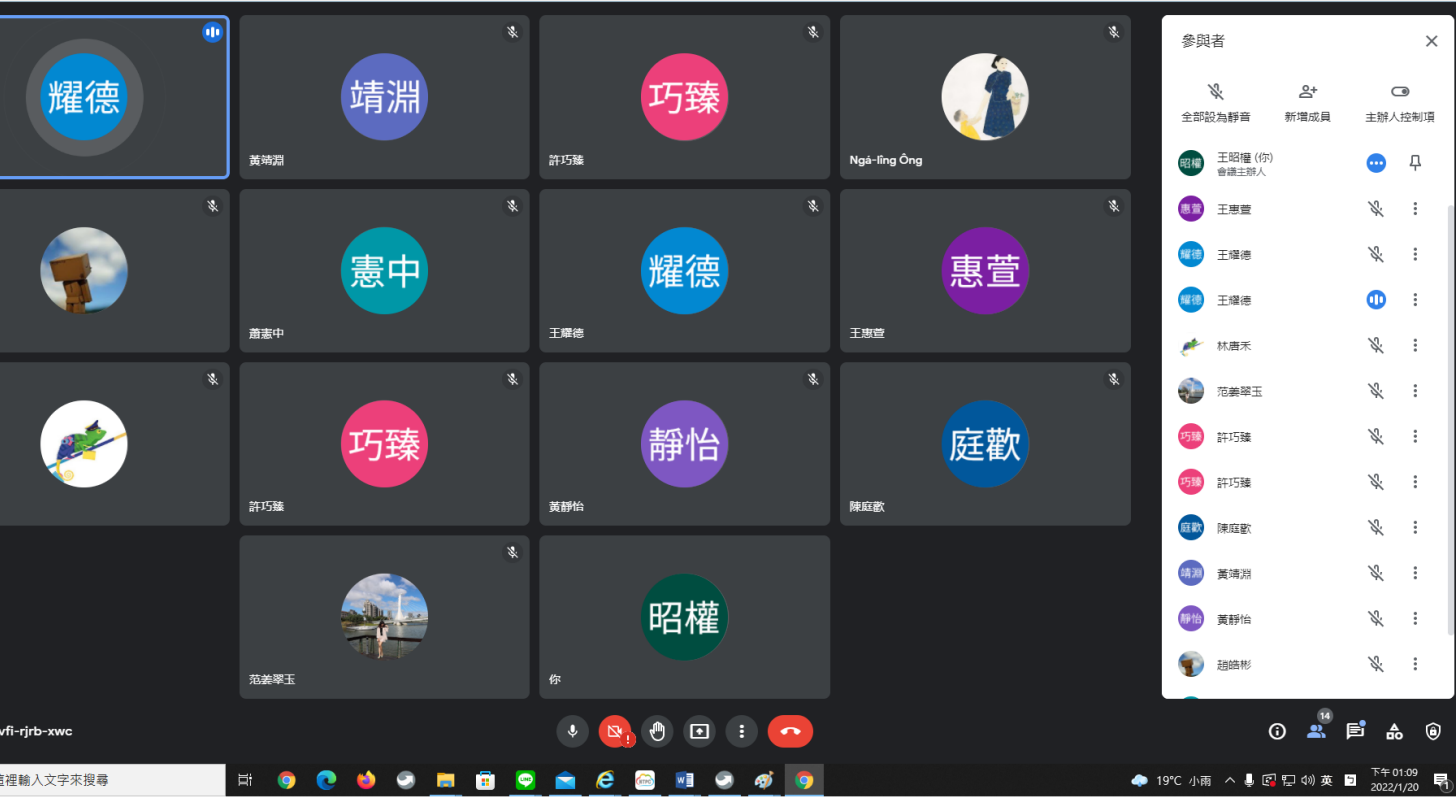 耀德
靖淵
黃靖淵
巧臻
許巧臻
Ngá-lîng Ông
憲中
蕭憲中
耀德
王耀德
惠萱
王惠萱
巧臻
許巧臻
靜怡
黃靜怡
庭歡
陳庭歡
范姜翠玉
昭權
你
參與者
全部設為靜音
新增成員
主辦人控制項
昭權
王昭權 (你)
會議主辦人
惠萱
王惠萱
耀德
王耀德
耀德
王耀德
林唐禾
范姜翠玉
巧臻
許巧臻
巧臻
許巧臻
庭歡
陳庭歡
靖淵
黃靖淵
靜怡
黃靜怡
趙皓彬
vfi-rjrb-xwc
14
這裡輸入文字來搜尋
19°C 小雨
英
下午 01:09
2022/1/20
1